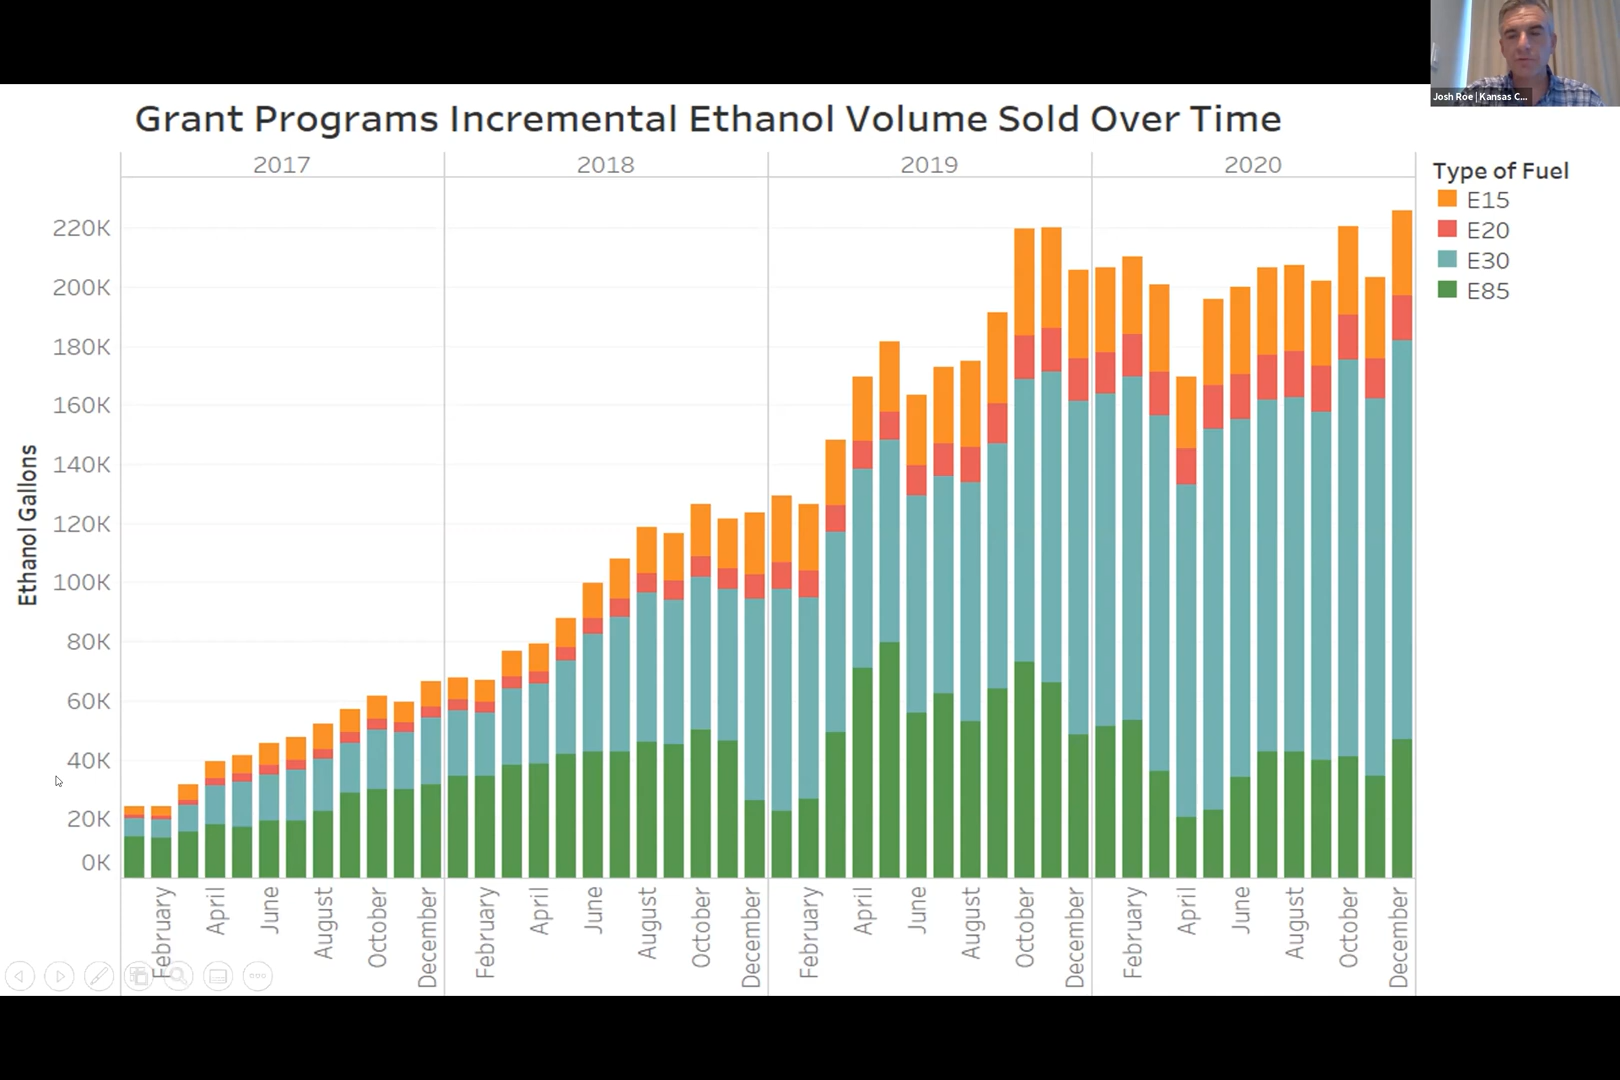 Josh Roe | Kansas C...
Grant Programs Incremental Ethanol Volume Sold Over Time
2017 2018 2019 2020
Type of Fuel
E15
E20
E30
E85
Ethanol Gallons
220K
200K
180K
160K
140K
120K
100K
80K
60K
40K
20K
0K
February April June August October December February April June August October December February April June August October December February April June August October December